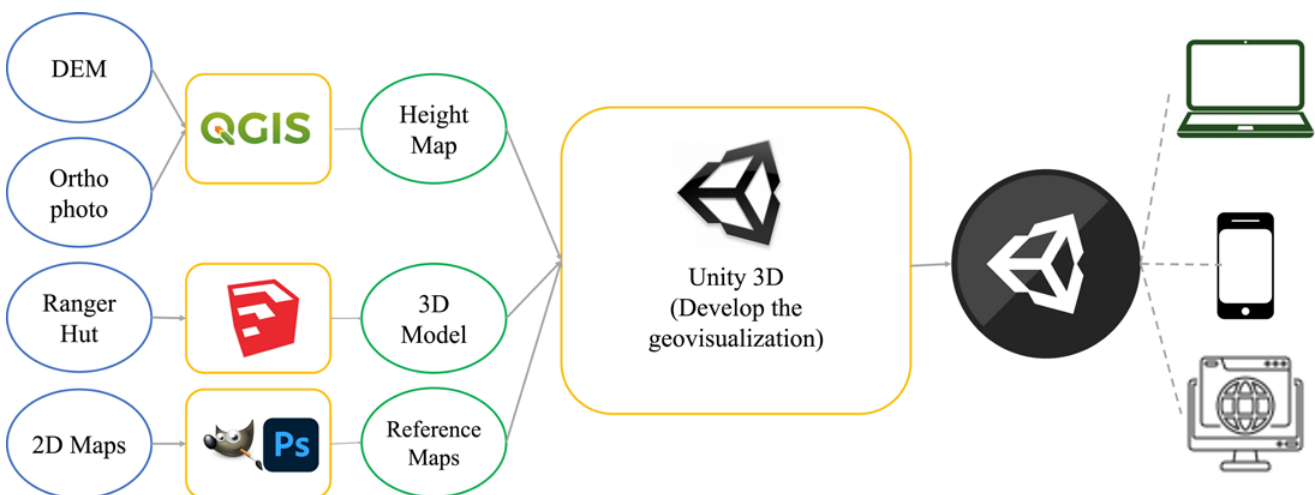 DEM
QGIS
Height
Map
Ortho
photo
Unity 3D
(Develop the
geovisualization)
Ranger
Hut
3D
Model
2D Maps
Ps
Reference
Maps